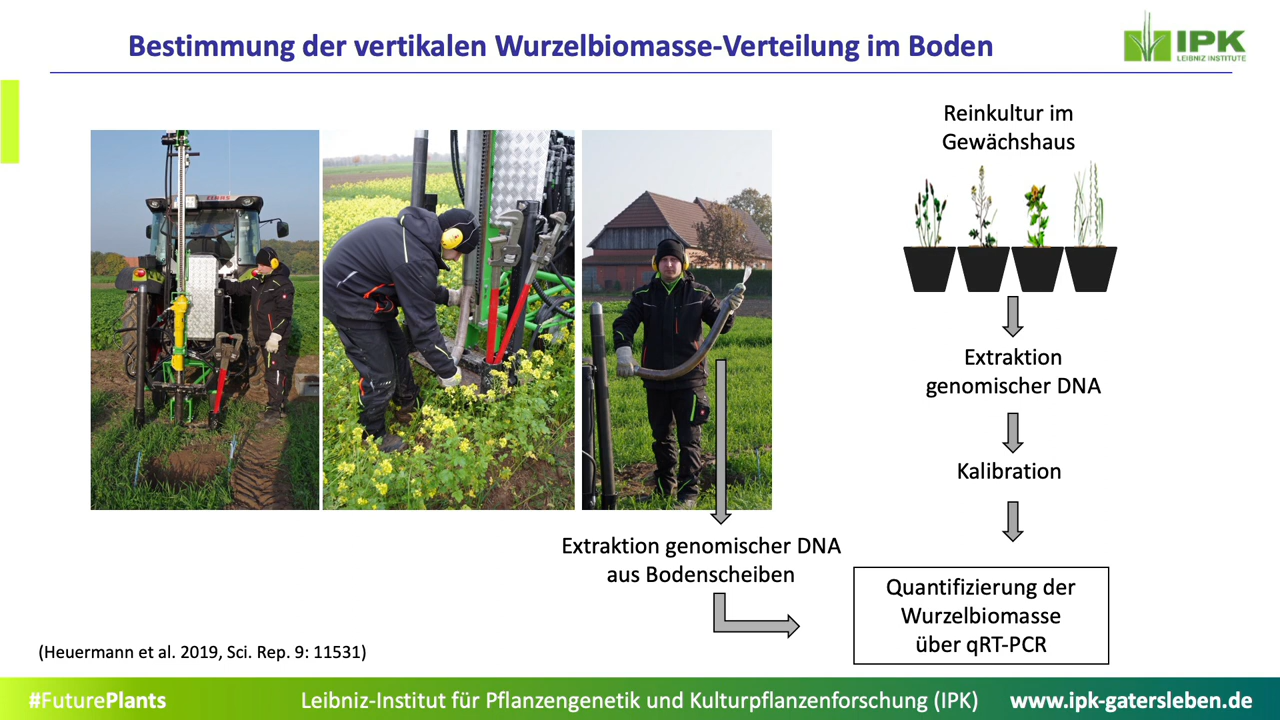 Bestimmung der vertikalen Wurzelbiomasse-Verteilung im Boden
IPK
LEIBNIZ INSTITUTE
Reinkultur im
Gewächshaus
CLAAS
Extraktion
genomischer DNA
Kalibration
Extraktion genomischer DNA
aus Bodenscheiben
Quantifizierung der
Wurzelbiomasse
über qRT-PCR
(Heuermann et al. 2019, Sci. Rep. 9: 11531)
#FuturePlants
Leibniz-Institut für Pflanzengenetik und Kulturpflanzenforschung (IPK)
www.ipk-gatersleben.de